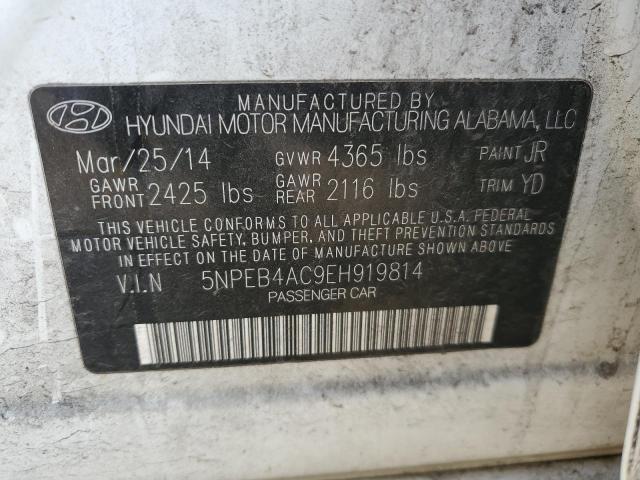 MANUFACTURED BY
HYUNDAI MOTOR MANUFACTURING ALABAMA, LLC
Mar/25/14 GVWR 4365 lbs PAINT JR
GAWR FRONT 2425 lbs GAWR REAR 2116 lbs TRIM YD
THIS VEHICLE CONFORMS TO ALL APPLICABLE U.S.A. FEDERAL
MOTOR VEHICLE SAFETY, BUMPER, AND THEFT PREVENTION STANDARDS
IN EFFECT ON THE DATE OF MANUFACTURE SHOWN ABOVE
V.I.N 5NPEB4AC9EH919814
PASSENGER CAR